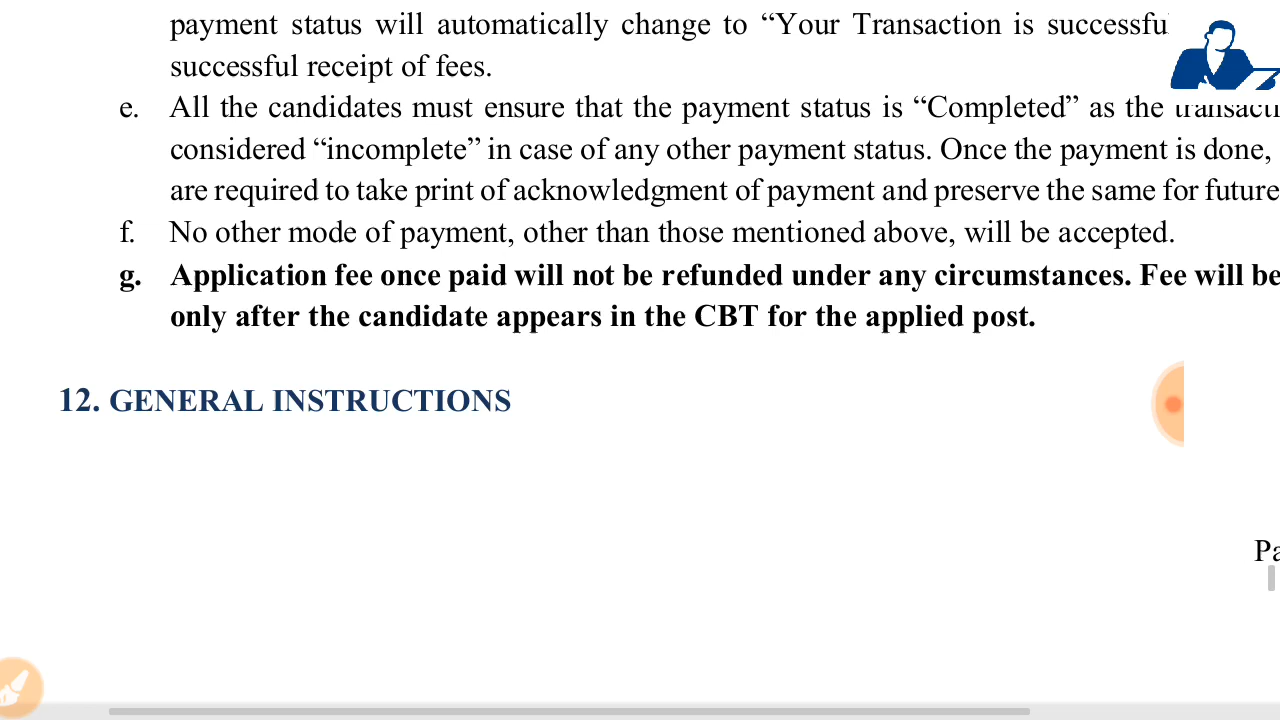 payment status will automatically change to “Your Transaction is
successful receipt of fees.
e. All the candidates must ensure that the payment status is “Completed” as the
considered “incomplete” in case of any other payment status. Once the payment is done,
are required to take print of acknowledgment of payment and preserve the same for future
f. No other mode of payment, other than those mentioned above, will be accepted.
g. Application fee once paid will not be refunded under any circumstances. Fee will be
only after the candidate appears in the CBT for the applied post.
12. GENERAL INSTRUCTIONS